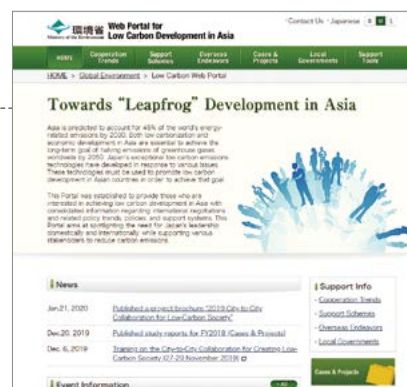 環境省 Web Portal for
Ministry of the Environment Low Carbon Development in Asia
Contact Us Japanese S M L
HOME
Cooperation Trends
Support Schemes
Overseas Endeavors
Cases & Projects
Local Governments
Support Tools
HOME > Global Environment > Low Carbon Web Portal
Towards "Leapfrog" Development in Asia
Asia is predicted to account for 45% of the world's energy-
related emissions by 2030. Both low carbonization and
economic development in Asia are essential to achieve the
long-term goal of halving emissions of greenhouse gases
worldwide by 2050. Japan's exceptional low carbon emissions
technologies have developed in response to various issues.
These technologies must be used to promote low carbon
development in Asian countries in order to achieve that goal.
This Portal was established to provide those who are
interested in achieving low carbon development in Asia with
consolidated information regarding international negotiations
and related policy trends, policies, and support systems. This
Portal aims at spotlighting the need for Japan's leadership
domestically and internationally, while supporting various
stakeholders to reduce carbon emissions.
News
Jan.21, 2020 Published a project brochure "2019 City-to-City
Collaboration for Low-Carbon Society"
Dec.20, 2019 Published study reports for FY2018 (Cases & Projects)
Dec. 6, 2019 Training on the City-to-City Collaboration for Creating Low-
Carbon Society (27-29 November 2019)
Event Information
All
Support Info
Cooperation Trends
Support Schemes
Overseas Endeavors
Local Governments
Cases & Projects